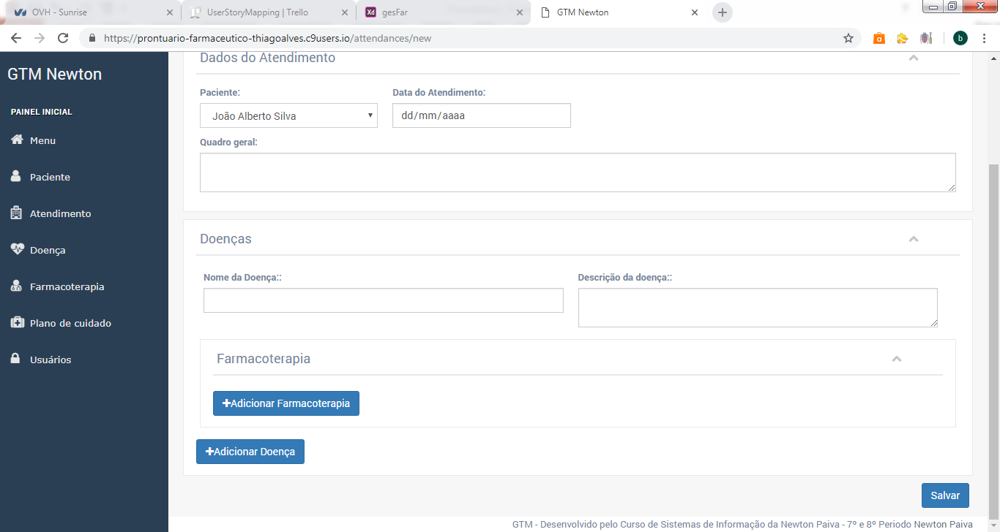 OVH - Sunrise
UserStoryMapping | Trello
Xd gesFar
GTM Newton
https://prontuario-farmaceutico-thiagoalves.c9users.io/attendances/new
a
b
GTM Newton
PAINEL INICIAL
Menu
Paciente
Atendimento
Doença
Farmacoterapia
Plano de cuidado
Usuários
Dados do Atendimento
Paciente: Data do Atendimento:
João Alberto Silva dd/mm/aaaa
Quadro geral:
Doenças
Nome da Doença:: Descrição da doença::
Farmacoterapia
+Adicionar Farmacoterapia
+Adicionar Doença
Salvar
GTM - Desenvolvido pelo Curso de Sistemas de Informação da Newton Paiva - 7º e 8º Periodo Newton Paiva